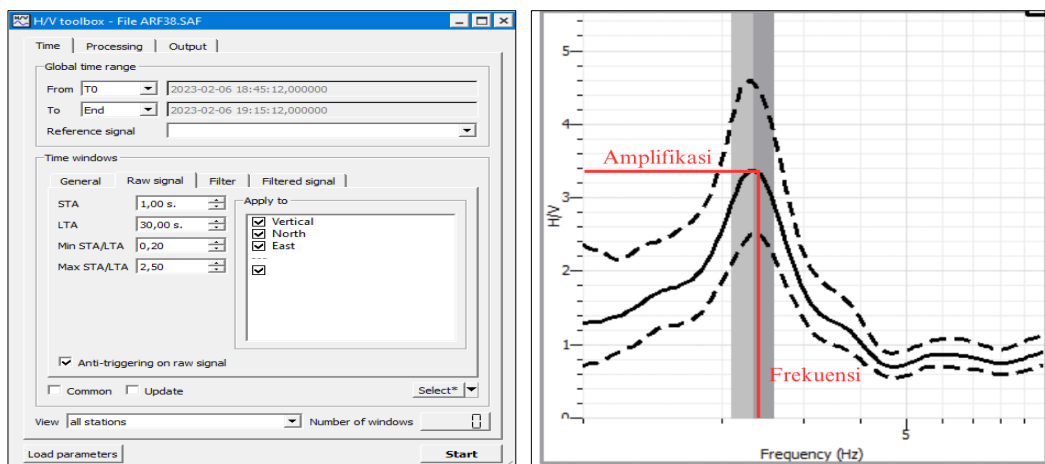 H/V toolbox - File ARF38.SAF
Time Processing Output
Global time range
From T0 2023-02-06 18:45:12,000000
To End 2023-02-06 19:15:12,000000
Reference signal
Time windows
General Raw signal Filter Filtered signal
STA 1,00 s.
LTA 30,00 s.
Min STA/LTA 0,20
Max STA/LTA 2,50
Apply to
Vertical
North
East
---
Anti-triggering on raw signal
Common Update Select*
View all stations Number of windows 0
Load parameters Start
5
4
3
2
1
0
H/V
Amplifikasi
Frekuensi
5
Frequency (Hz)